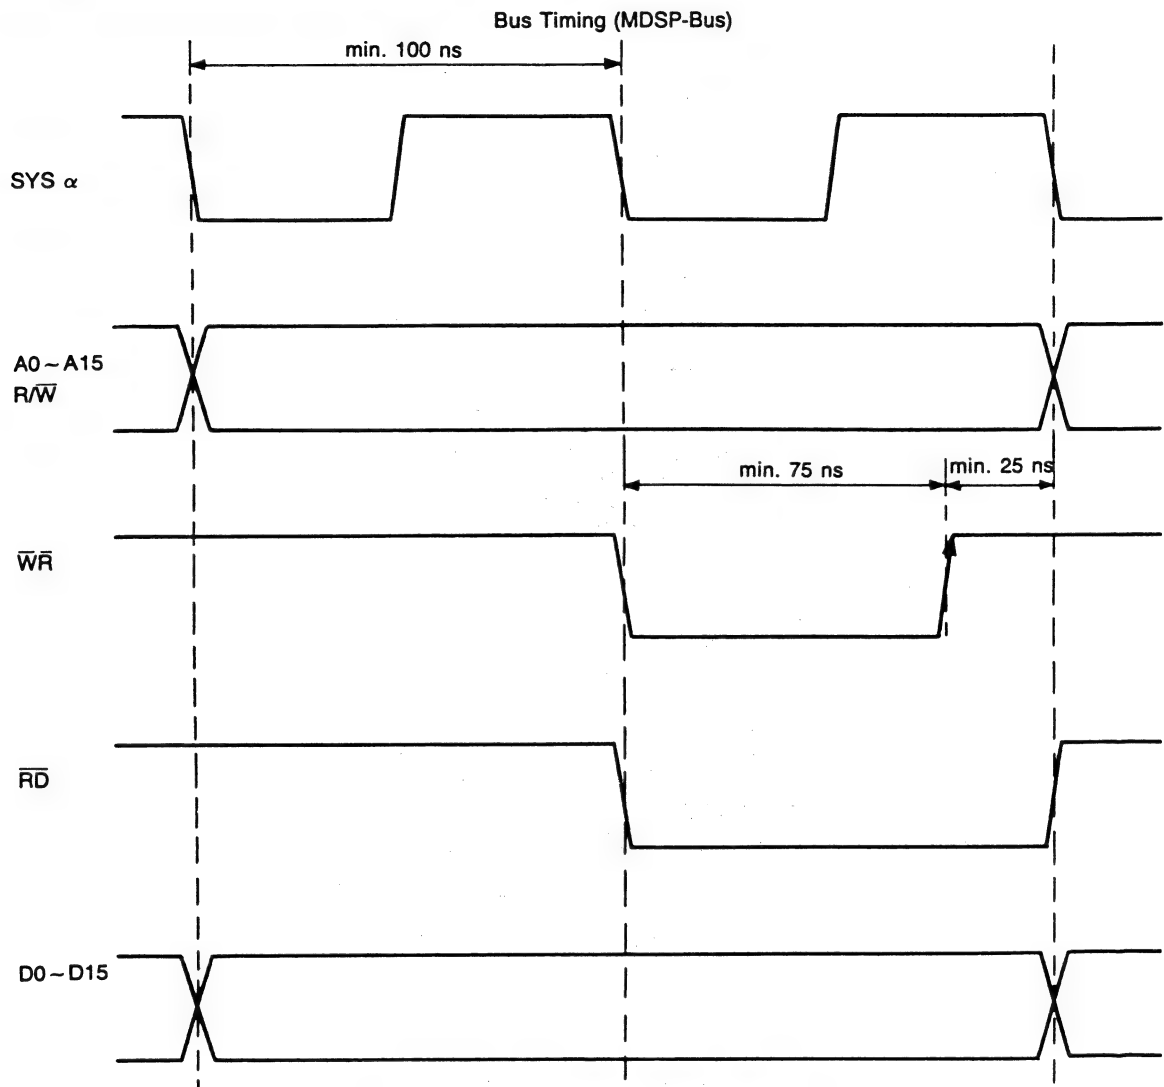 Bus Timing (MDSP-Bus)
min. 100 ns
SYS α
A0~A15
R/W̅
min. 75 ns
min. 25 ns
W̅R̅
R̅D̅
D0~D15